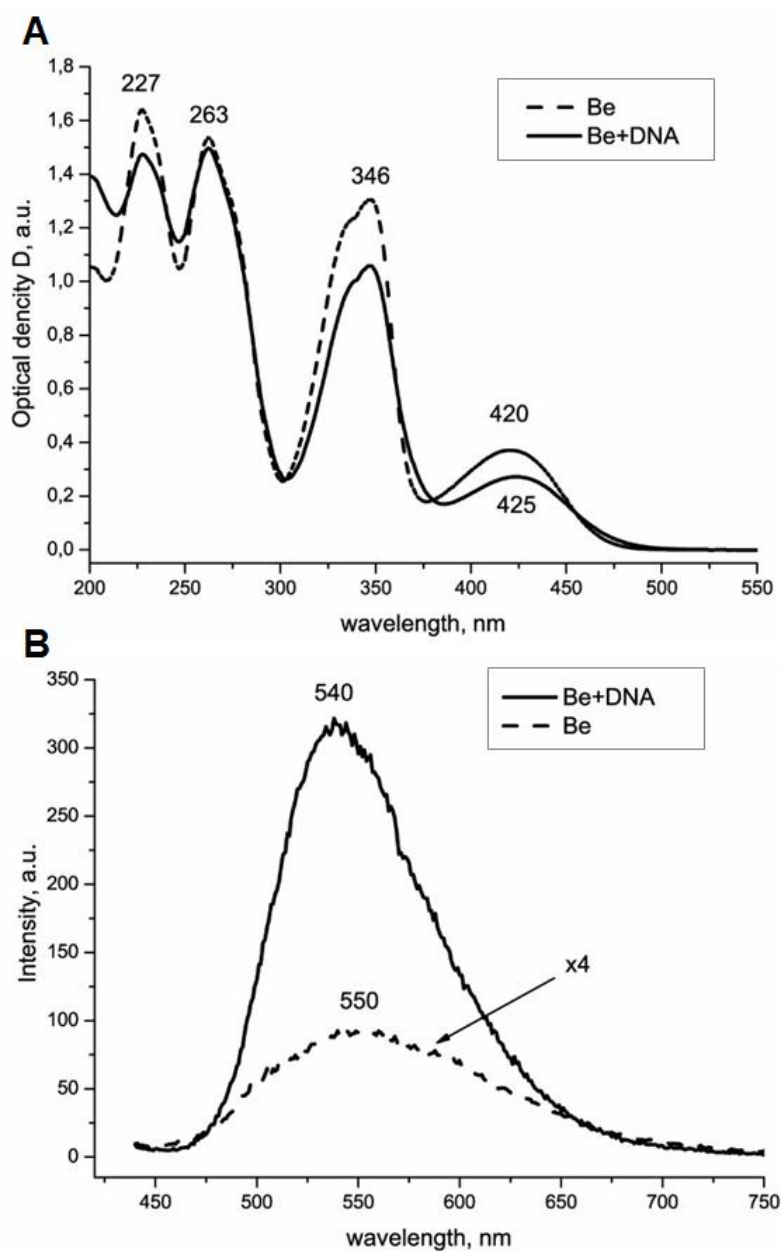 A
1,8
1,6
1,4
1,2
1,0
0,8
0,6
0,4
0,2
0,0
Optical dencity D, a.u.
227
263
346
420
425
Be
Be+DNA
200 250 300 350 400 450 500 550
wavelength, nm
B
350
300
250
200
150
100
50
0
Intensity, a.u.
540
550
x4
Be+DNA
Be
450 500 550 600 650 700 750
wavelength, nm